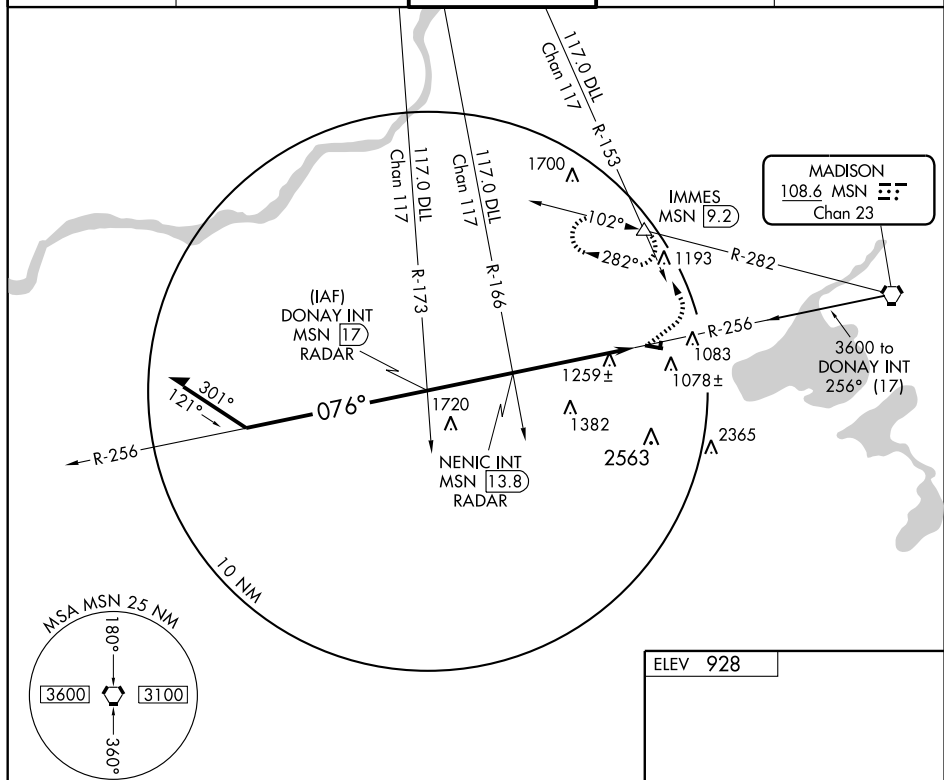 117.0 DLL
Chan 117
R-153
117.0 DLL
Chan 117
R-173
117.0 DLL
Chan 117
R-166
1700
IMMES
MSN 9.2
MADISON
108.6 MSN
Chan 23
102°
282°
1193
R-282
(IAF)
DONAY INT
MSN 17
RADAR
R-256
3600 to
DONAY INT
256° (17)
1083
1259±
1078±
301°
121°
076°
1720
1382
2563
2365
R-256
NENIC INT
MSN 13.8
RADAR
10 NM
MSA MSN 25 NM
180°
3600
3100
360°
ELEV 928